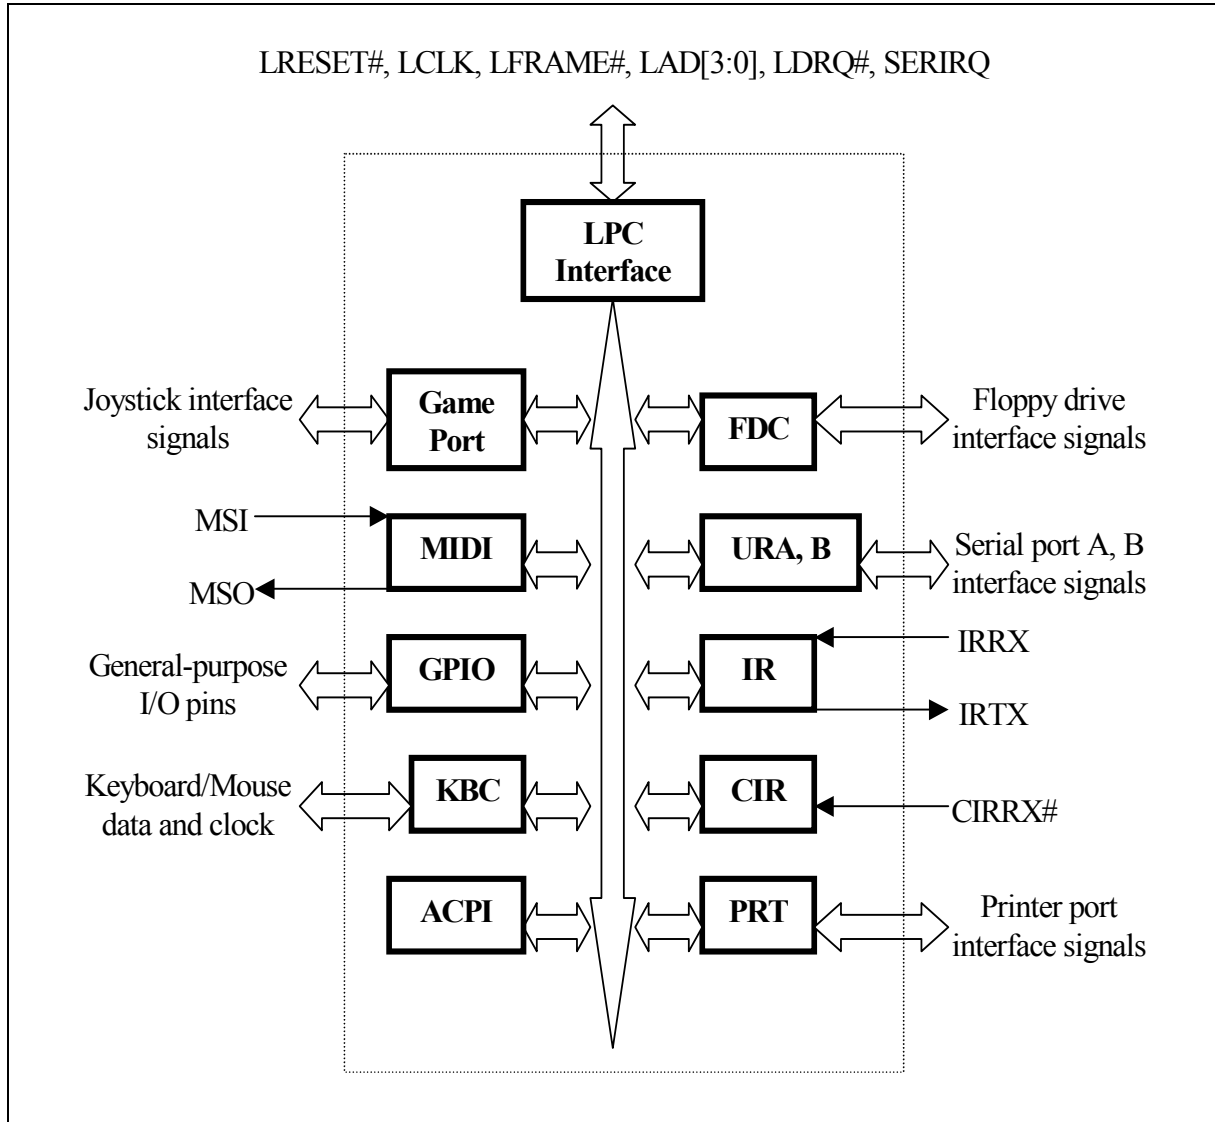 LRESET#, LCLK, LFRAME#, LAD[3:0], LDRQ#, SERIRQ
LPC
Interface
Joystick interface
signals
Game
Port
FDC
Floppy drive
interface signals
MSI
MSO
MIDI
URA, B
Serial port A, B
interface signals
General-purpose
I/O pins
GPIO
IR
IRRX
IRTX
Keyboard/Mouse
data and clock
KBC
CIR
CIRRX#
ACPI
PRT
Printer port
interface signals